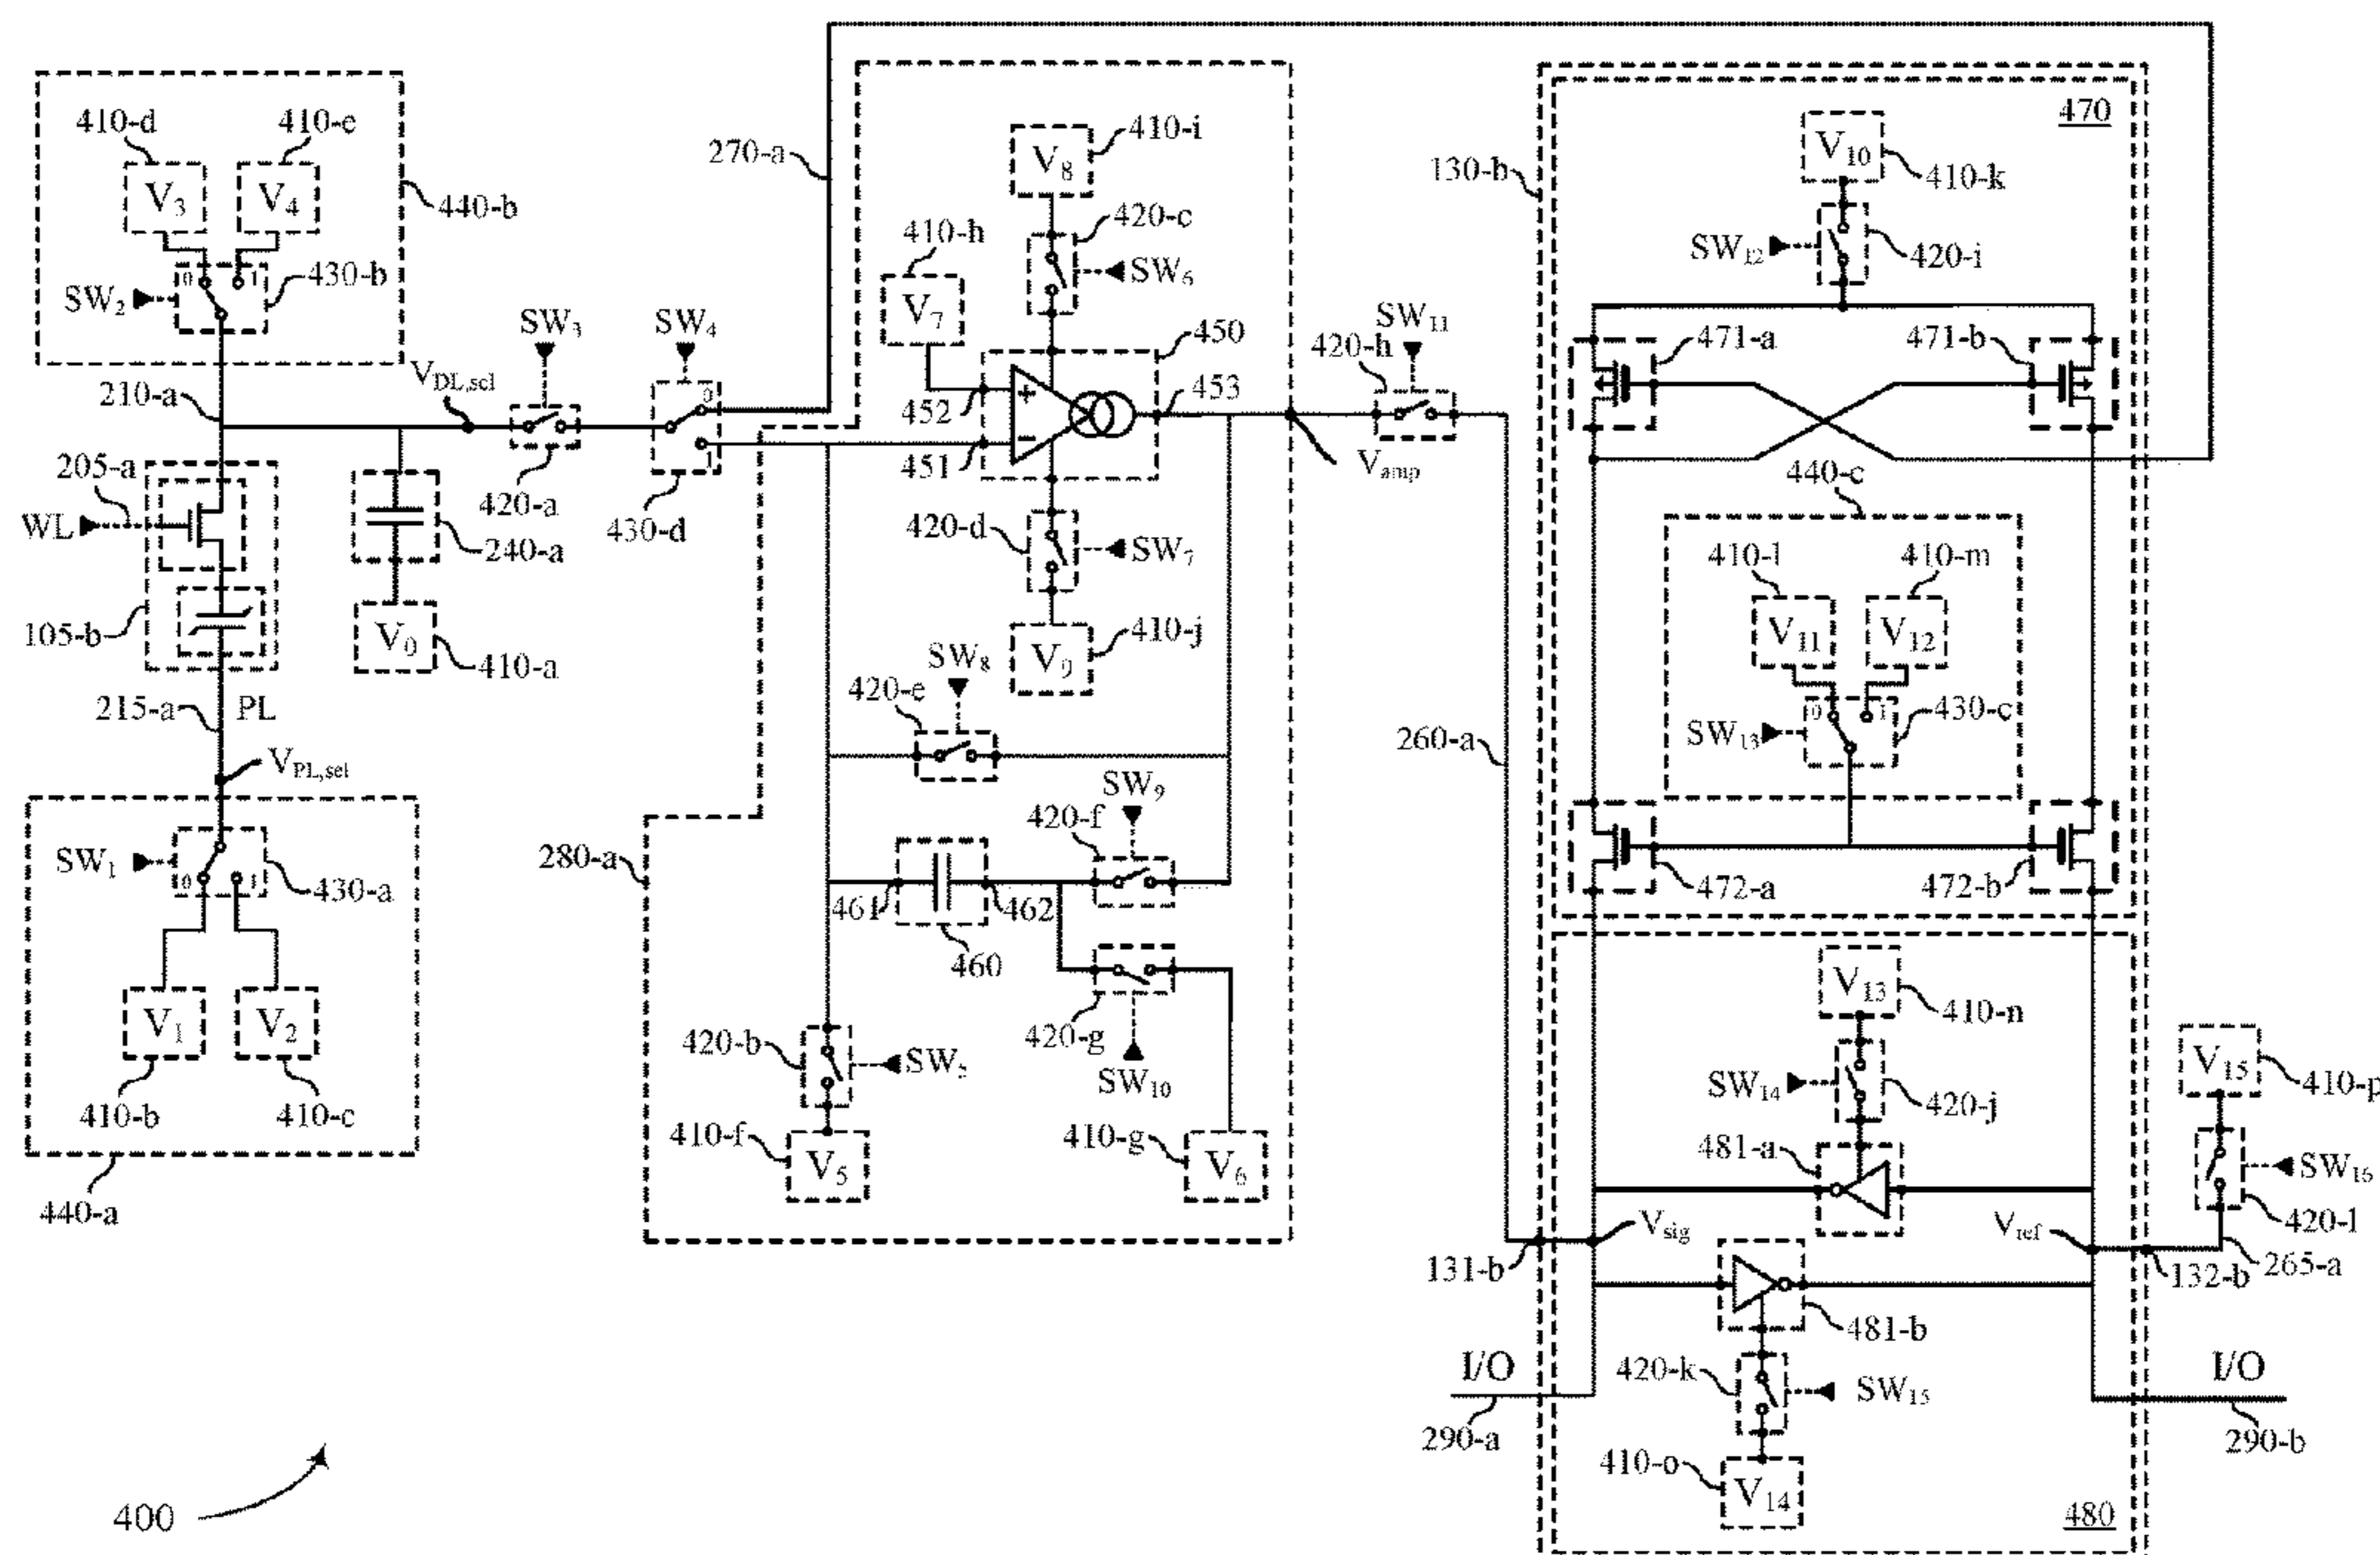 470
410-d
410-e
410-i
V8
V10
270-a
130-b
410-k
V3
V4
440-b
420-c
410-h
SW12
420-i
SW2
0
1
430-b
SW6
V7
SW3
SW4
450
SW11
471-a
471-b
420-h
VDL,sel
0
452
+
453
210-a
−
451
1
Vamp
205-a
440-c
WL
420-a
430-d
240-a
420-d
SW7
410-l
410-m
105-b
V0
410-a
V9
410-j
V11
V12
SW8
215-a
PL
420-e
0
1
430-c
SW13
260-a
VPL,sel
SW9
420-f
SW1
0
1
430-a
280-a
461
462
472-a
472-b
460
V13
410-n
V1
V2
420-b
SW5
420-g
SW10
V15
410-p
SW14
420-j
410-b
410-c
410-f
V5
410-g
V6
481-a
SW16
440-a
420-l
Vsig
Vref
131-b
132-b
265-a
481-b
I/O
I/O
420-k
SW15
290-a
290-b
410-o
V14
400
480